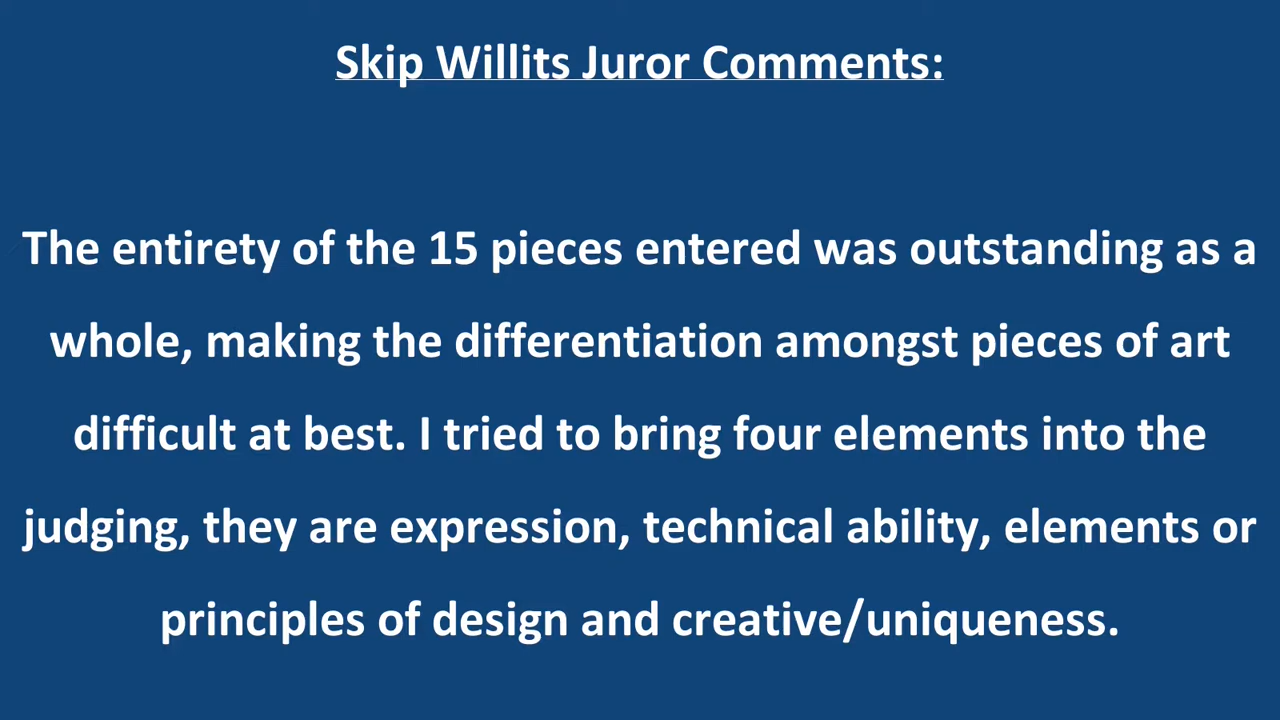 Skip Willits Juror Comments:
The entirety of the 15 pieces entered was outstanding as a
whole, making the differentiation amongst pieces of art
difficult at best. I tried to bring four elements into the
judging, they are expression, technical ability, elements or
principles of design and creative/uniqueness.